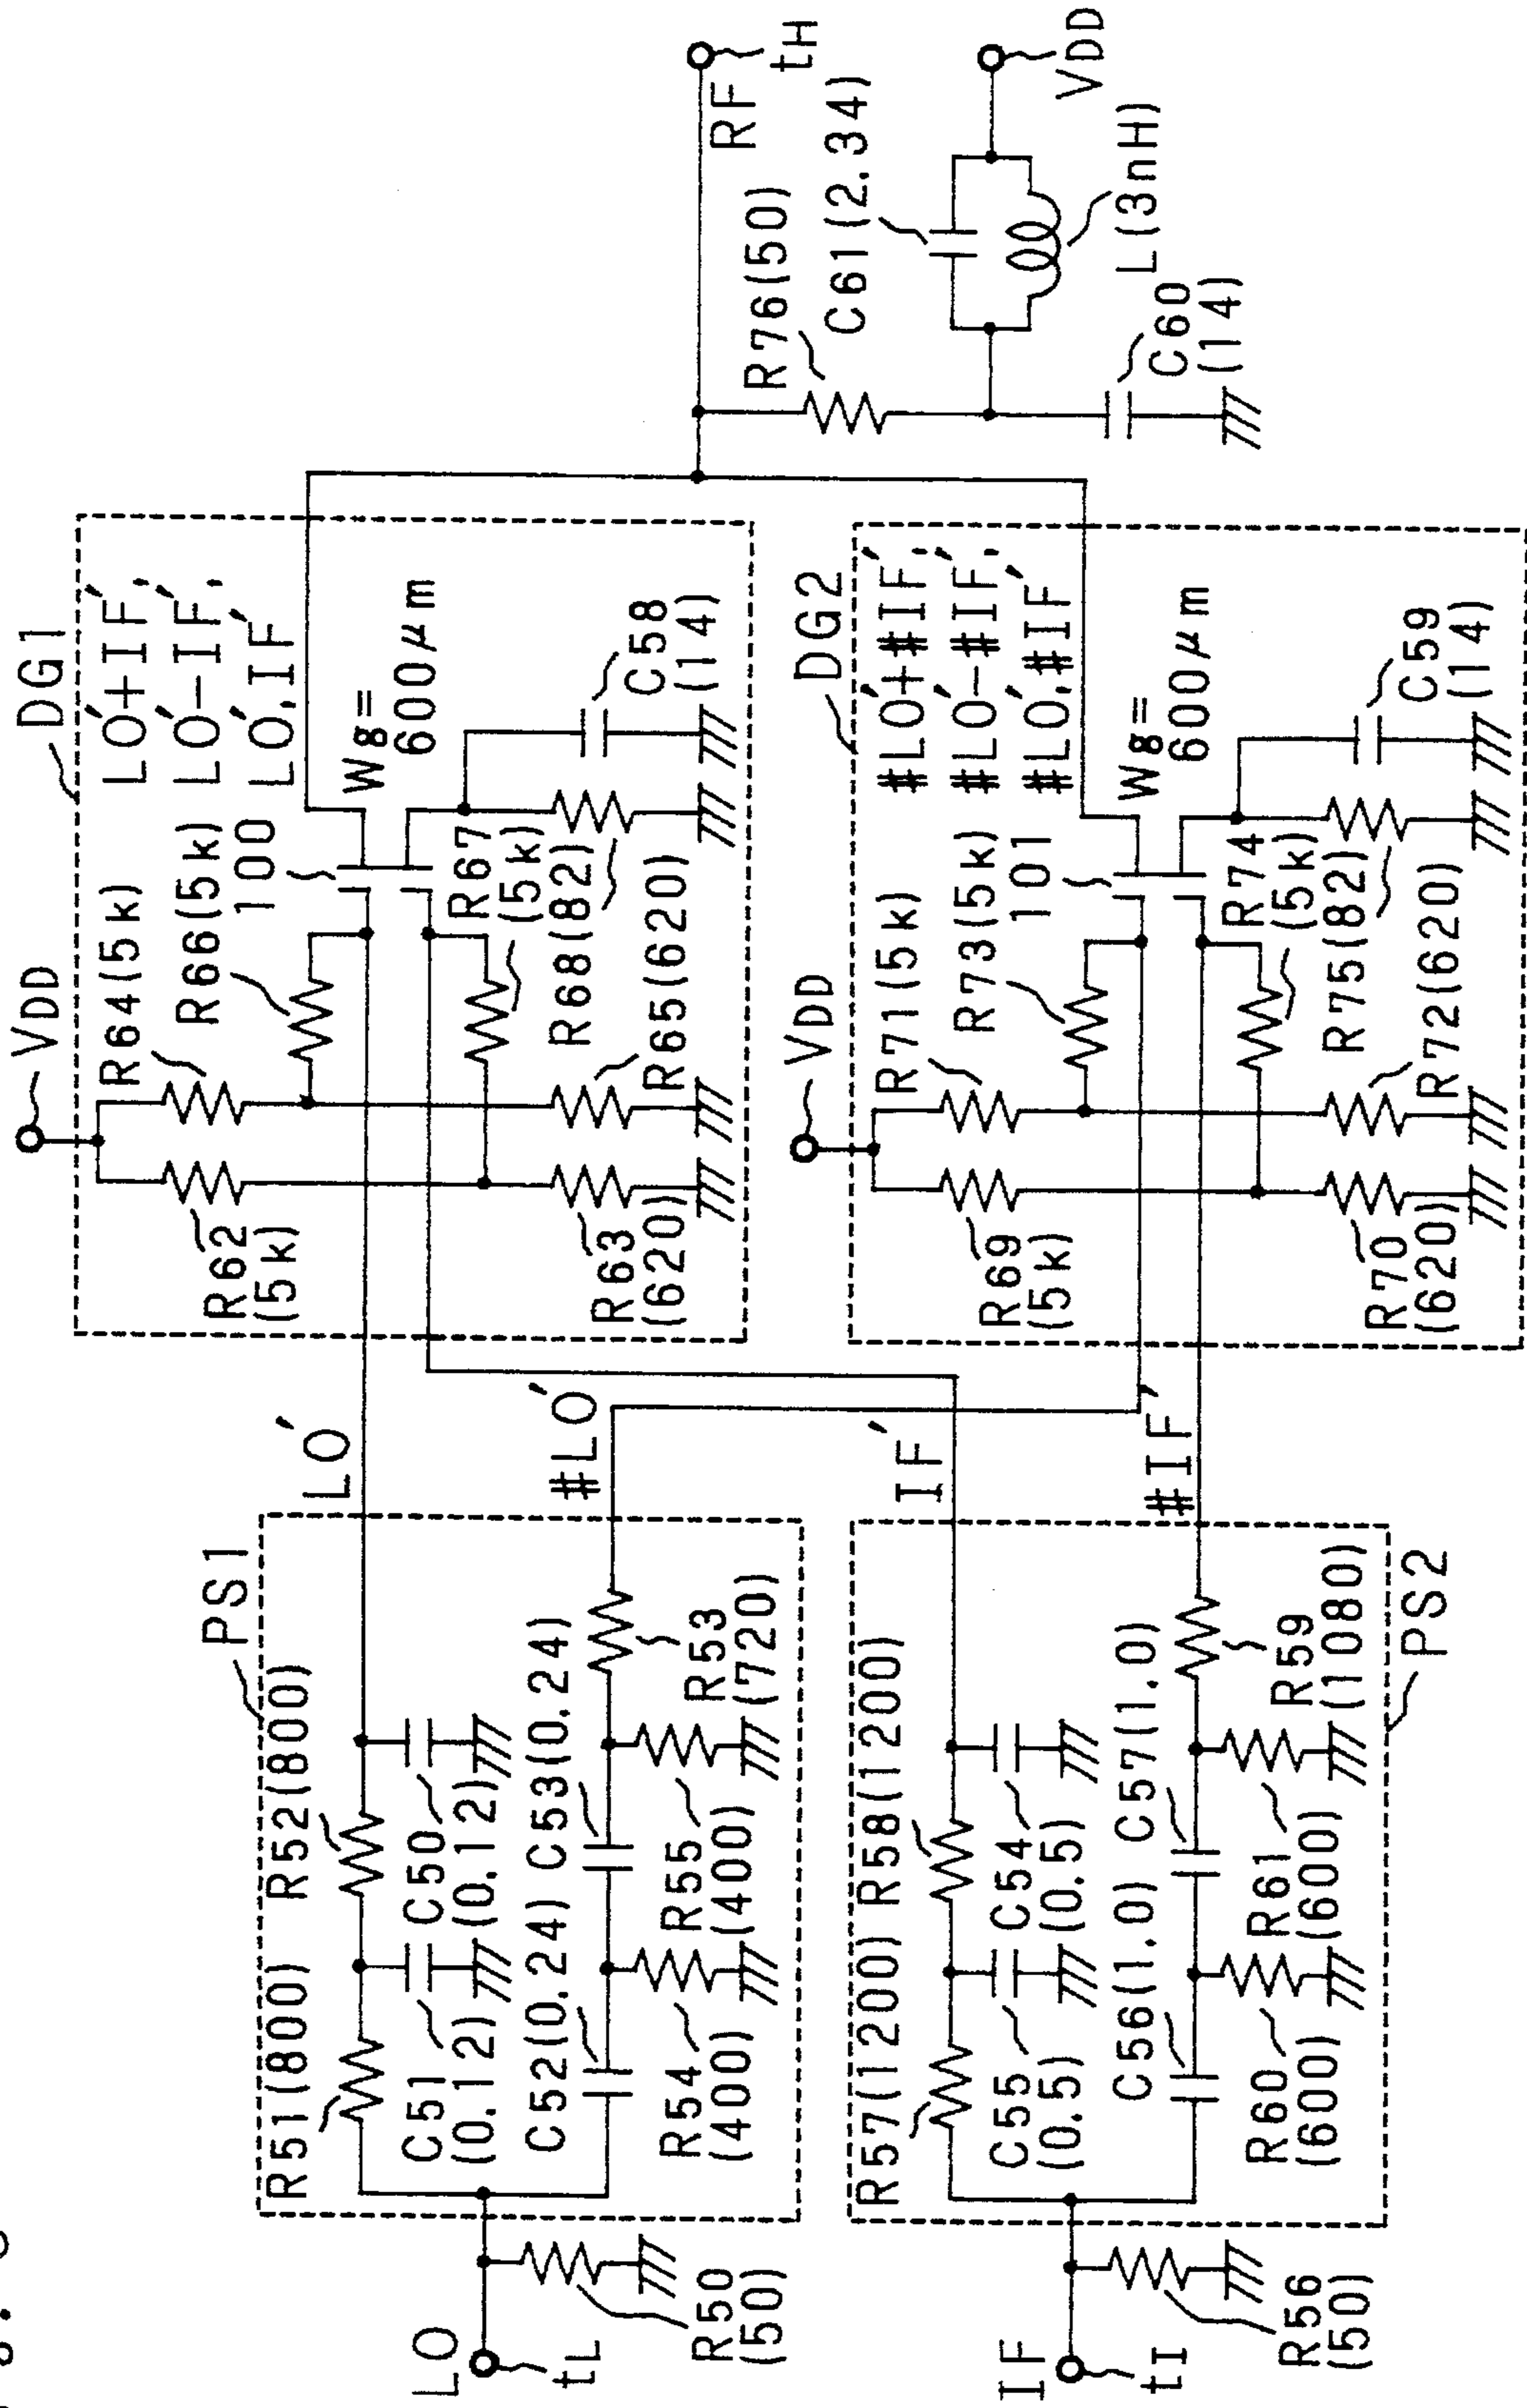 LO
tL
R50
(50)
PS1
R51(800)
R52(800)
C51
(0.12)
C50
(0.12)
C52(0.24)
C53(0.24)
R54
(400)
R55
(400)
R53
(720)
LO'
#LO'
IF
tI
R56
(50)
R57(1200)
R58(1200)
C55
(0.5)
C54
(0.5)
C56(1.0)
C57(1.0)
R60
(600)
R61
(600)
R59
(1080)
PS2
IF'
#IF'
VDD
DG1
R62
(5k)
R64(5k)
R66(5k)
100
R63
(620)
R67
(5k)
R68(82)
R65(620)
LO'+IF',
LO'-IF',
LO',IF'
Wg=
600μm
C58
(14)
VDD
DG2
R69
(5k)
R71(5k)
R73(5k)
101
R70
(620)
R74
(5k)
R75(82)
R72(620)
#LO'+#IF',
#LO'-#IF',
#LO',#IF'
Wg=
600μm
C59
(14)
RF
tH
R76(50)
C61(2.34)
VDD
L(3nH)
C60
(14)